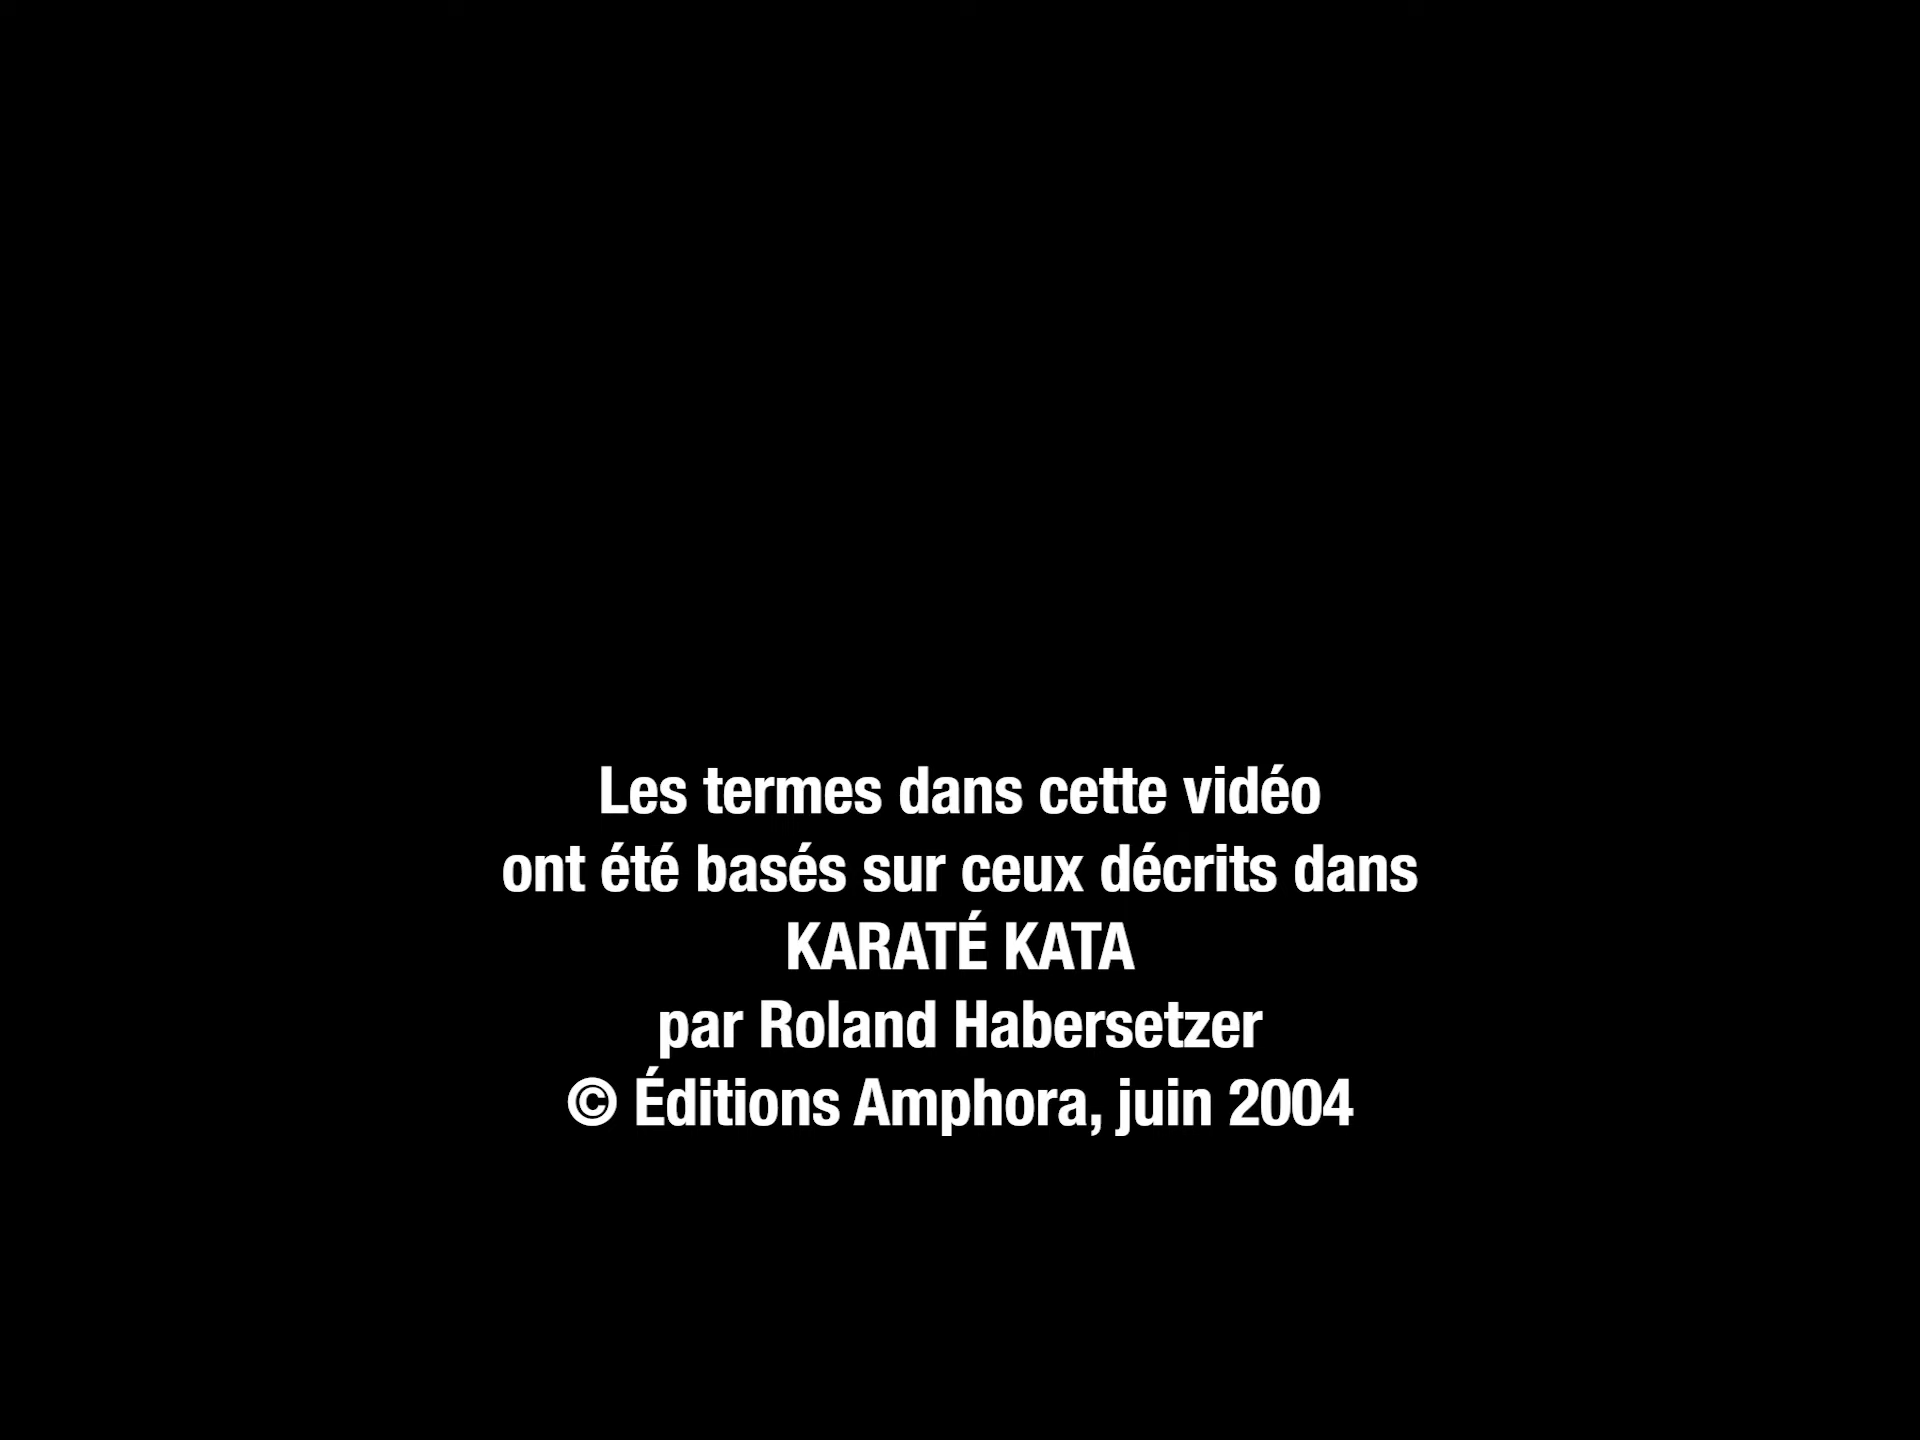 Les termes dans cette vidéo
ont été basés sur ceux décrits dans
KARATÉ KATA
par Roland Habersetzer
© Éditions Amphora, juin 2004